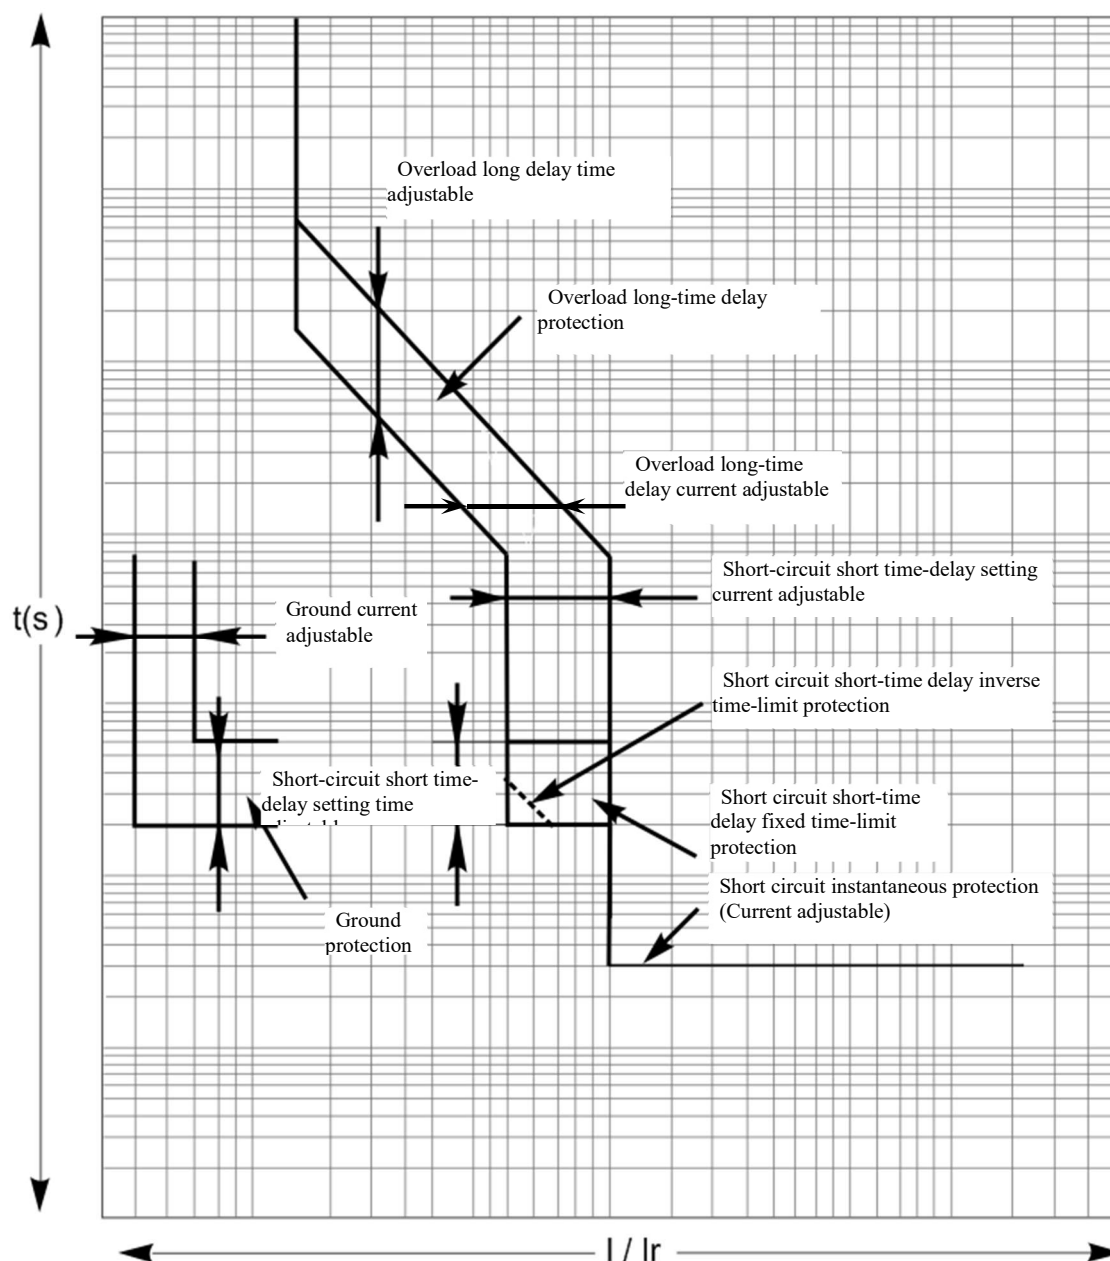 Overload long delay time
adjustable
Overload long-time delay
protection
Overload long-time
delay current adjustable
Short-circuit short time-delay setting
current adjustable
t(s)
Ground current
adjustable
Short circuit short-time delay inverse
time-limit protection
Short-circuit short time-
delay setting time
Short circuit short-time
delay fixed time-limit
protection
Short circuit instantaneous protection
(Current adjustable)
Ground
protection
I / Ir